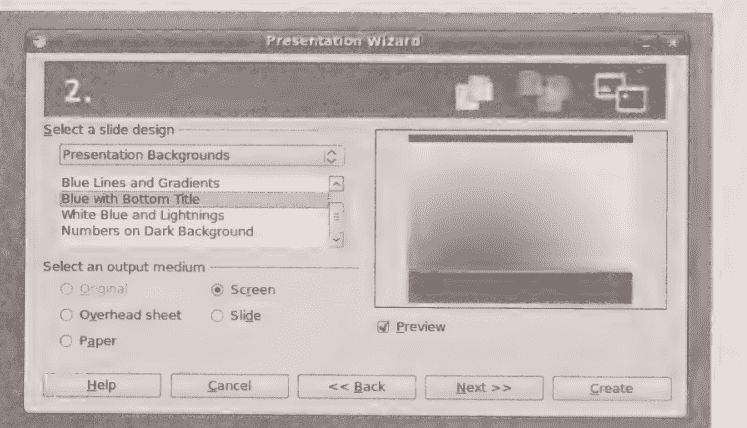 Presentation Wizard
2.
Select a slide design
Presentation Backgrounds
Blue Lines and Gradients
Blue with Bottom Title
White Blue and Lightnings
Numbers on Dark Background
Select an output medium
Original
Screen
Overhead sheet
Slide
Paper
Preview
Help
Cancel
<< Back
Next >>
Create